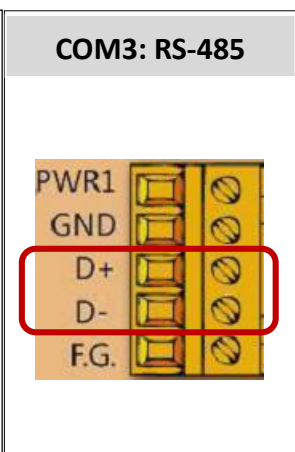 COM3: RS-485
PWR1
GND
D+
D-
F.G.